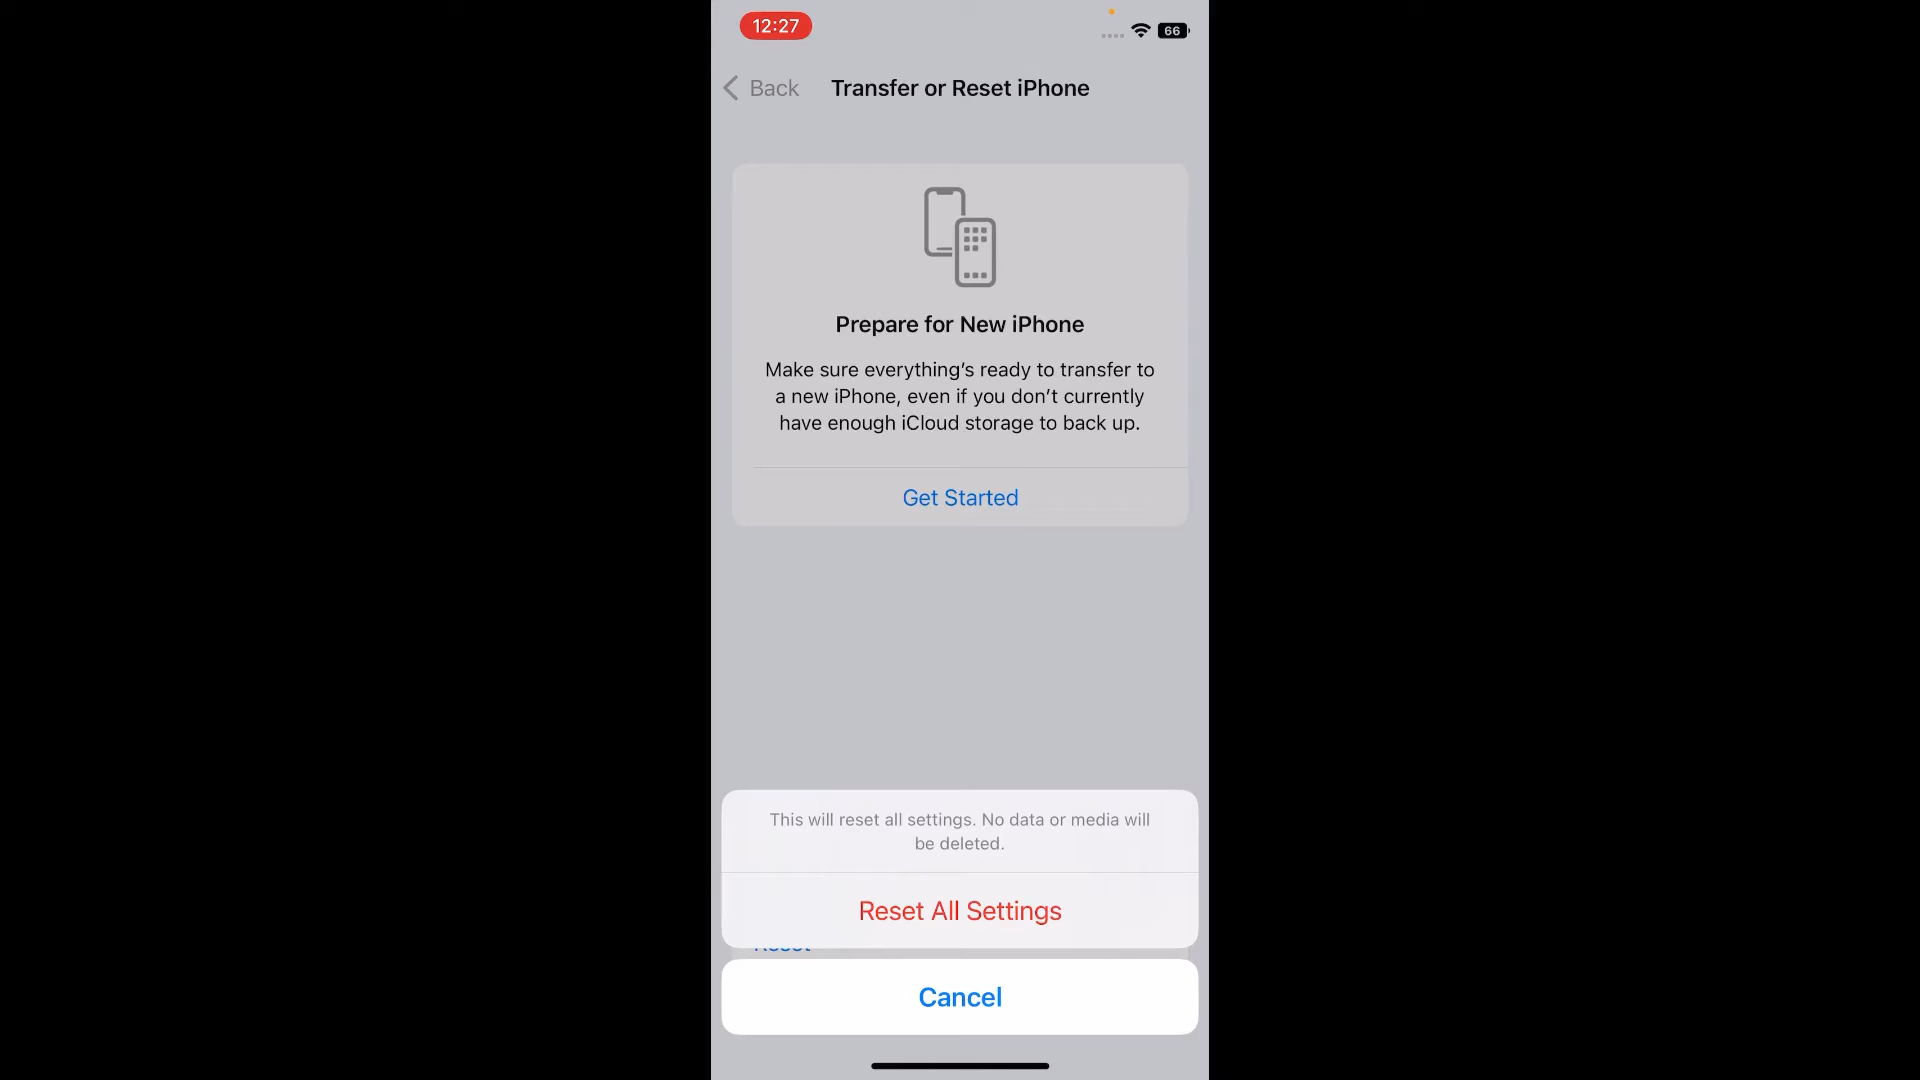 12:27
66
Back
Transfer or Reset iPhone
Prepare for New iPhone
Make sure everything’s ready to transfer to
a new iPhone, even if you don’t currently
have enough iCloud storage to back up.
Get Started
This will reset all settings. No data or media will
be deleted.
Reset All Settings
Reset
Cancel